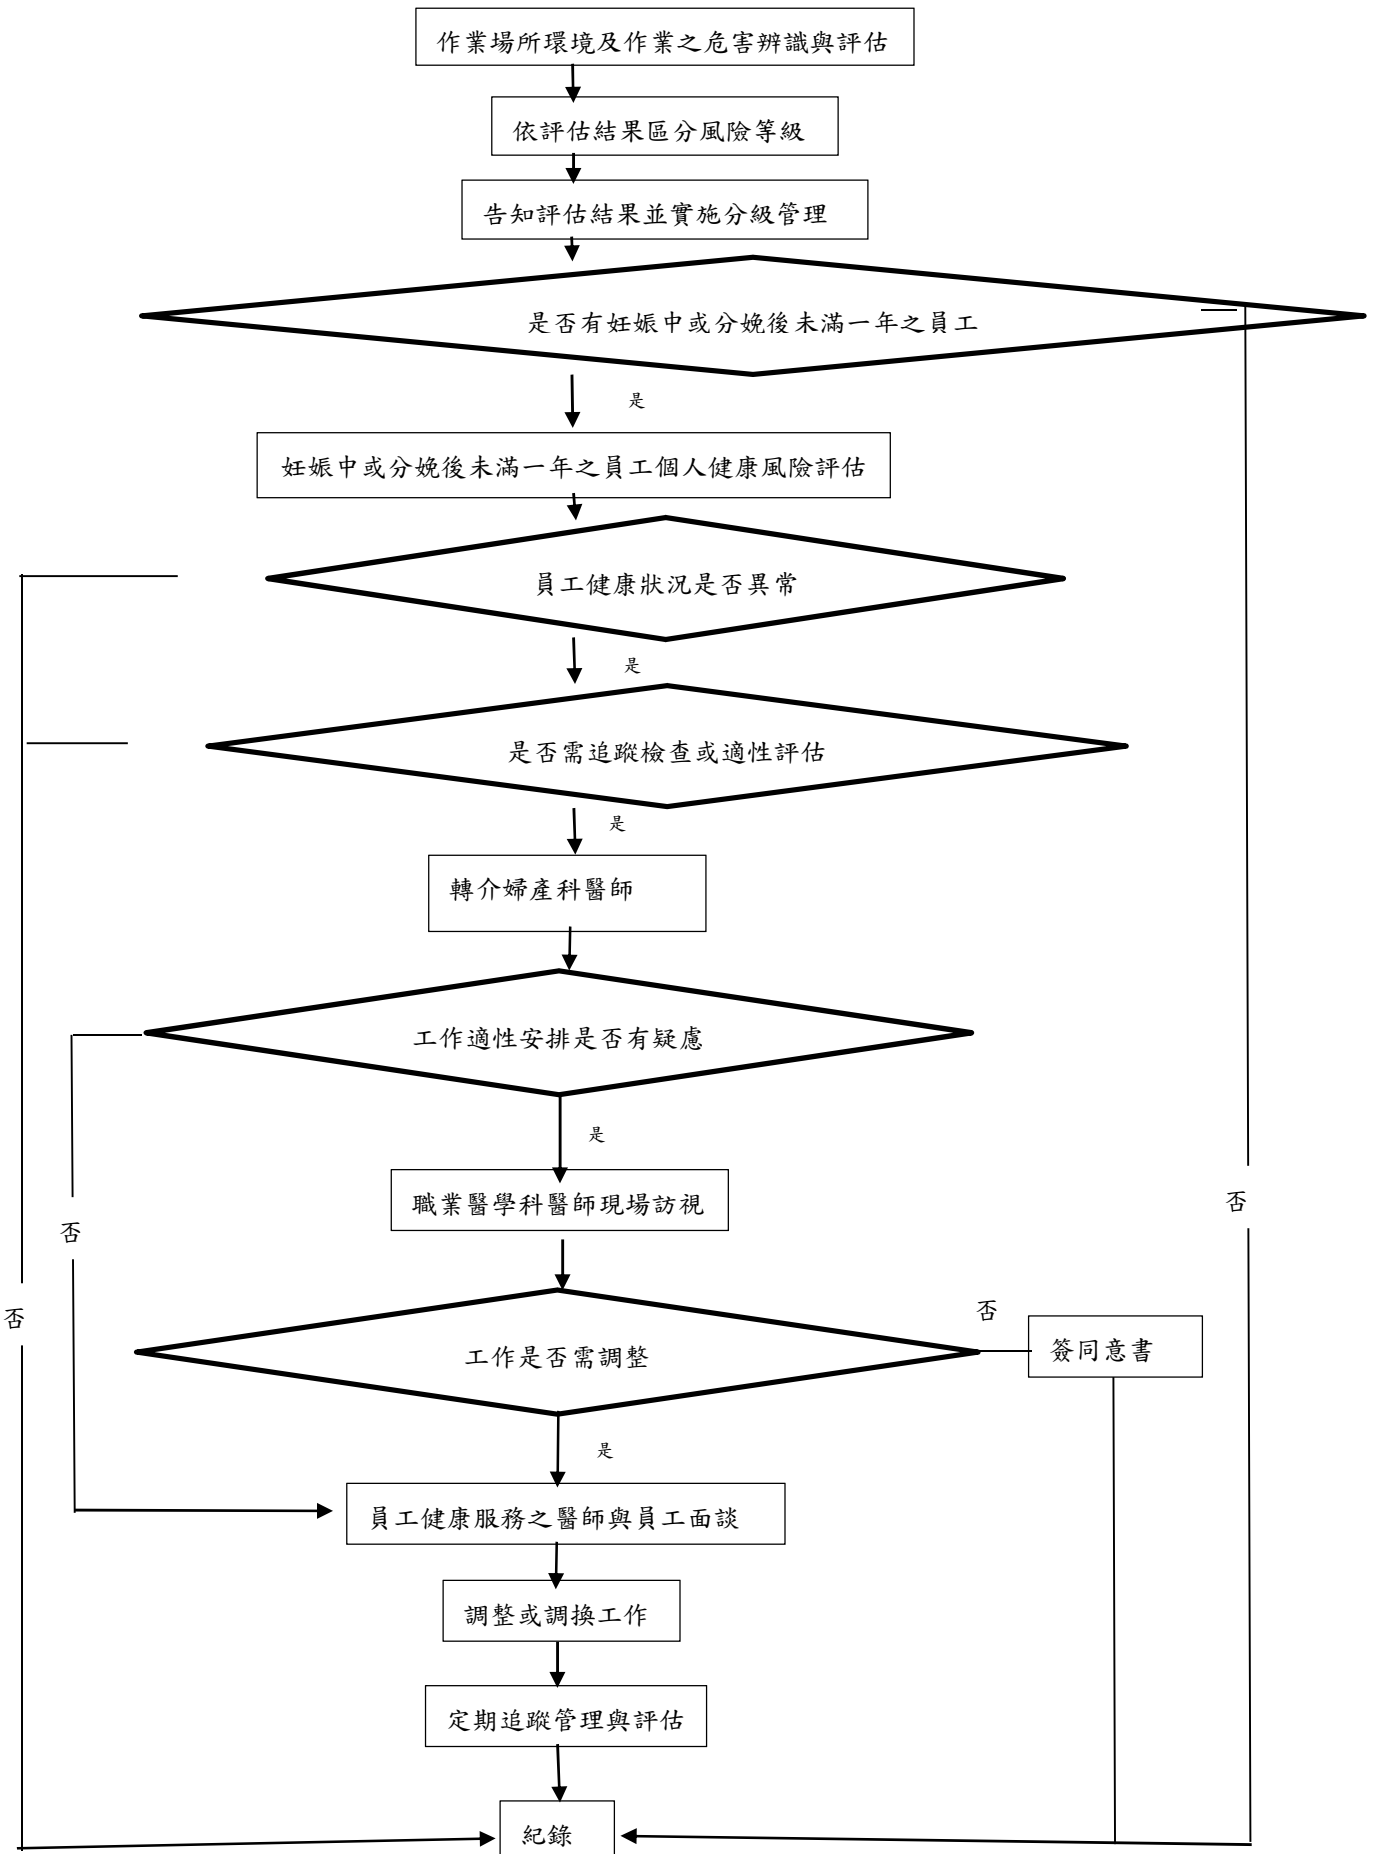 作業場所環境及作業之危害辨識與評估
依評估結果區分風險等級
告知評估結果並實施分級管理
是否有妊娠中或分娩後未滿一年之員工
是
妊娠中或分娩後未滿一年之員工個人健康風險評估
員工健康狀況是否異常
是
是否需追蹤檢查或適性評估
是
轉介婦產科醫師
工作適性安排是否有疑慮
是
職業醫學科醫師現場訪視
否
否
否
否
簽同意書
工作是否需調整
是
員工健康服務之醫師與員工面談
調整或調換工作
定期追蹤管理與評估
紀錄